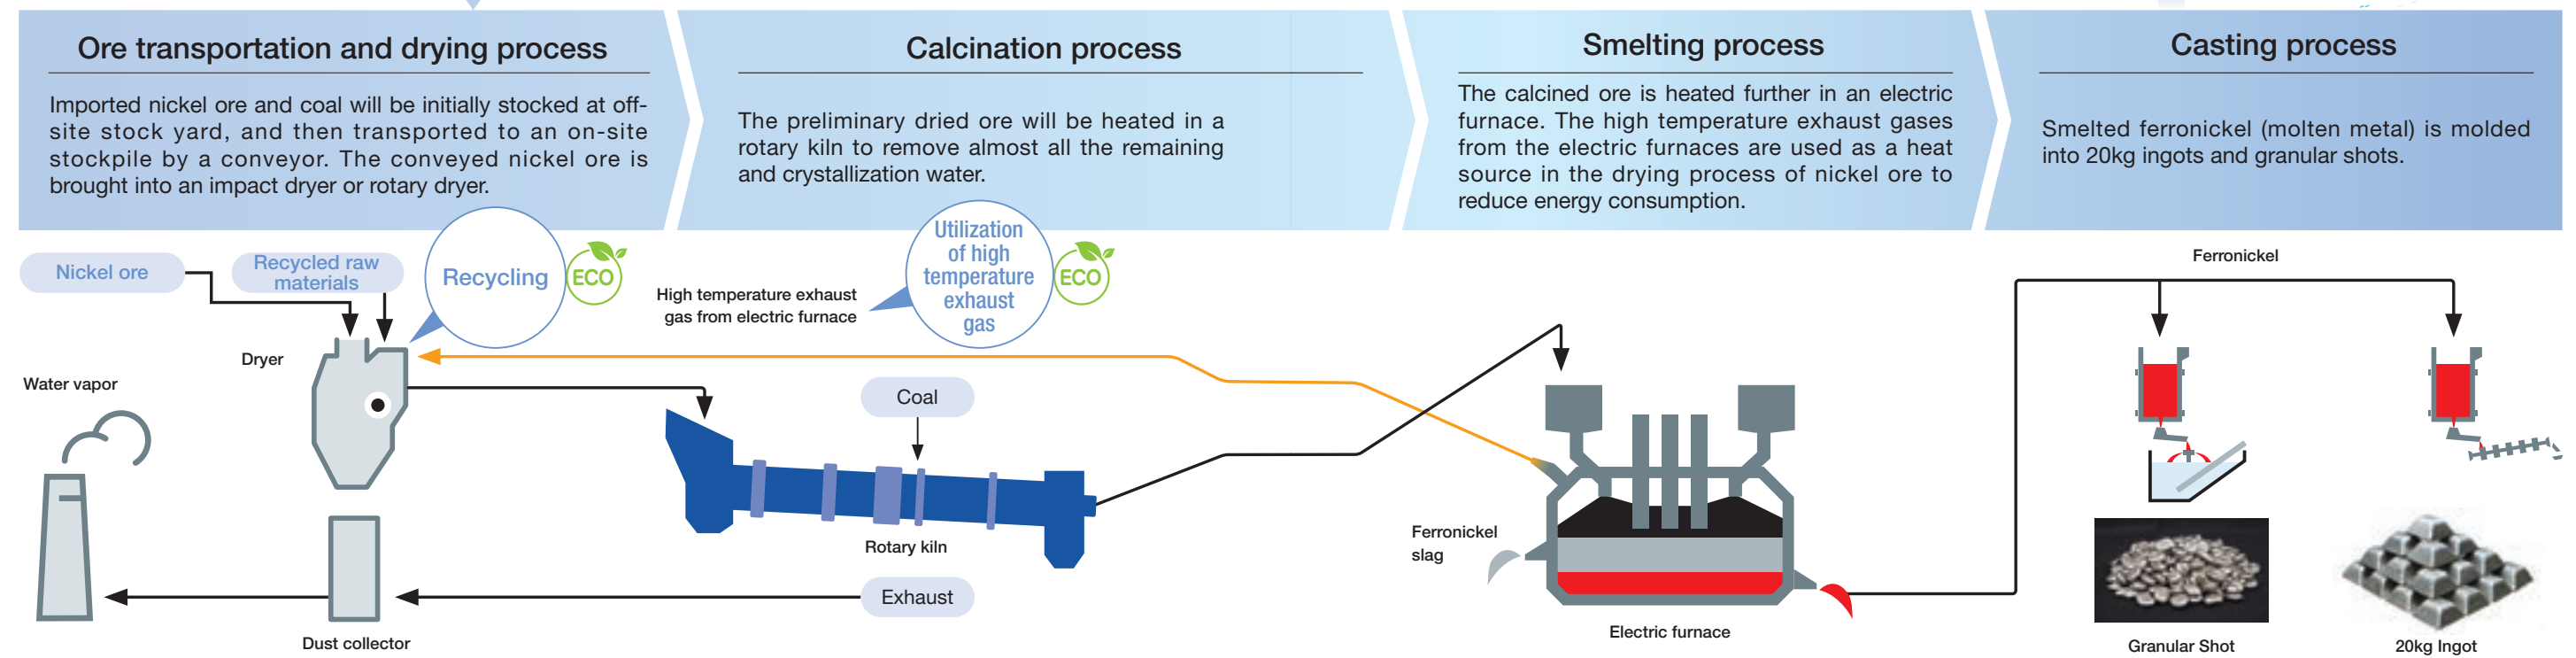 Ore transportation and drying process
Imported nickel ore and coal will be initially stocked at off-
site stock yard, and then transported to an on-site
stockpile by a conveyor. The conveyed nickel ore is
brought into an impact dryer or rotary dryer.
Calcination process
The preliminary dried ore will be heated in a
rotary kiln to remove almost all the remaining
and crystallization water.
Smelting process
The calcined ore is heated further in an electric
furnace. The high temperature exhaust gases
from the electric furnaces are used as a heat
source in the drying process of nickel ore to
reduce energy consumption.
Casting process
Smelted ferronickel (molten metal) is molded
into 20kg ingots and granular shots.
Nickel ore
Recycled raw
materials
Recycling
ECO
High temperature exhaust
gas from electric furnace
Utilization
of high
temperature
exhaust
gas
ECO
Ferronickel
Dryer
Water vapor
Coal
Rotary kiln
Ferronickel
slag
Exhaust
Dust collector
Electric furnace
Granular Shot
20kg Ingot